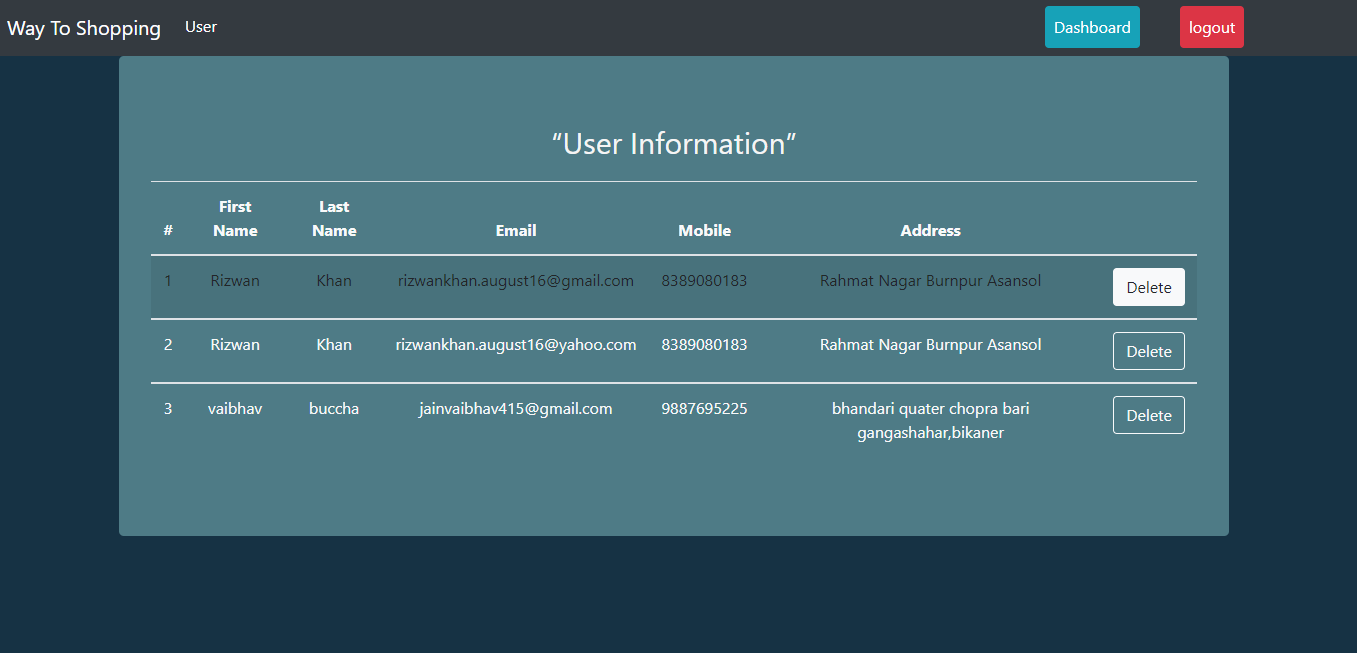 Way To Shopping User Dashboard logout
“User Information”
# First Name Last Name Email Mobile Address
1 Rizwan Khan rizwankhan.august16@gmail.com 8389080183 Rahmat Nagar Burnpur Asansol Delete
2 Rizwan Khan rizwankhan.august16@yahoo.com 8389080183 Rahmat Nagar Burnpur Asansol Delete
3 vaibhav buccha jainvaibhav415@gmail.com 9887695225 bhandari quater chopra bari Delete
gangashahar,bikaner